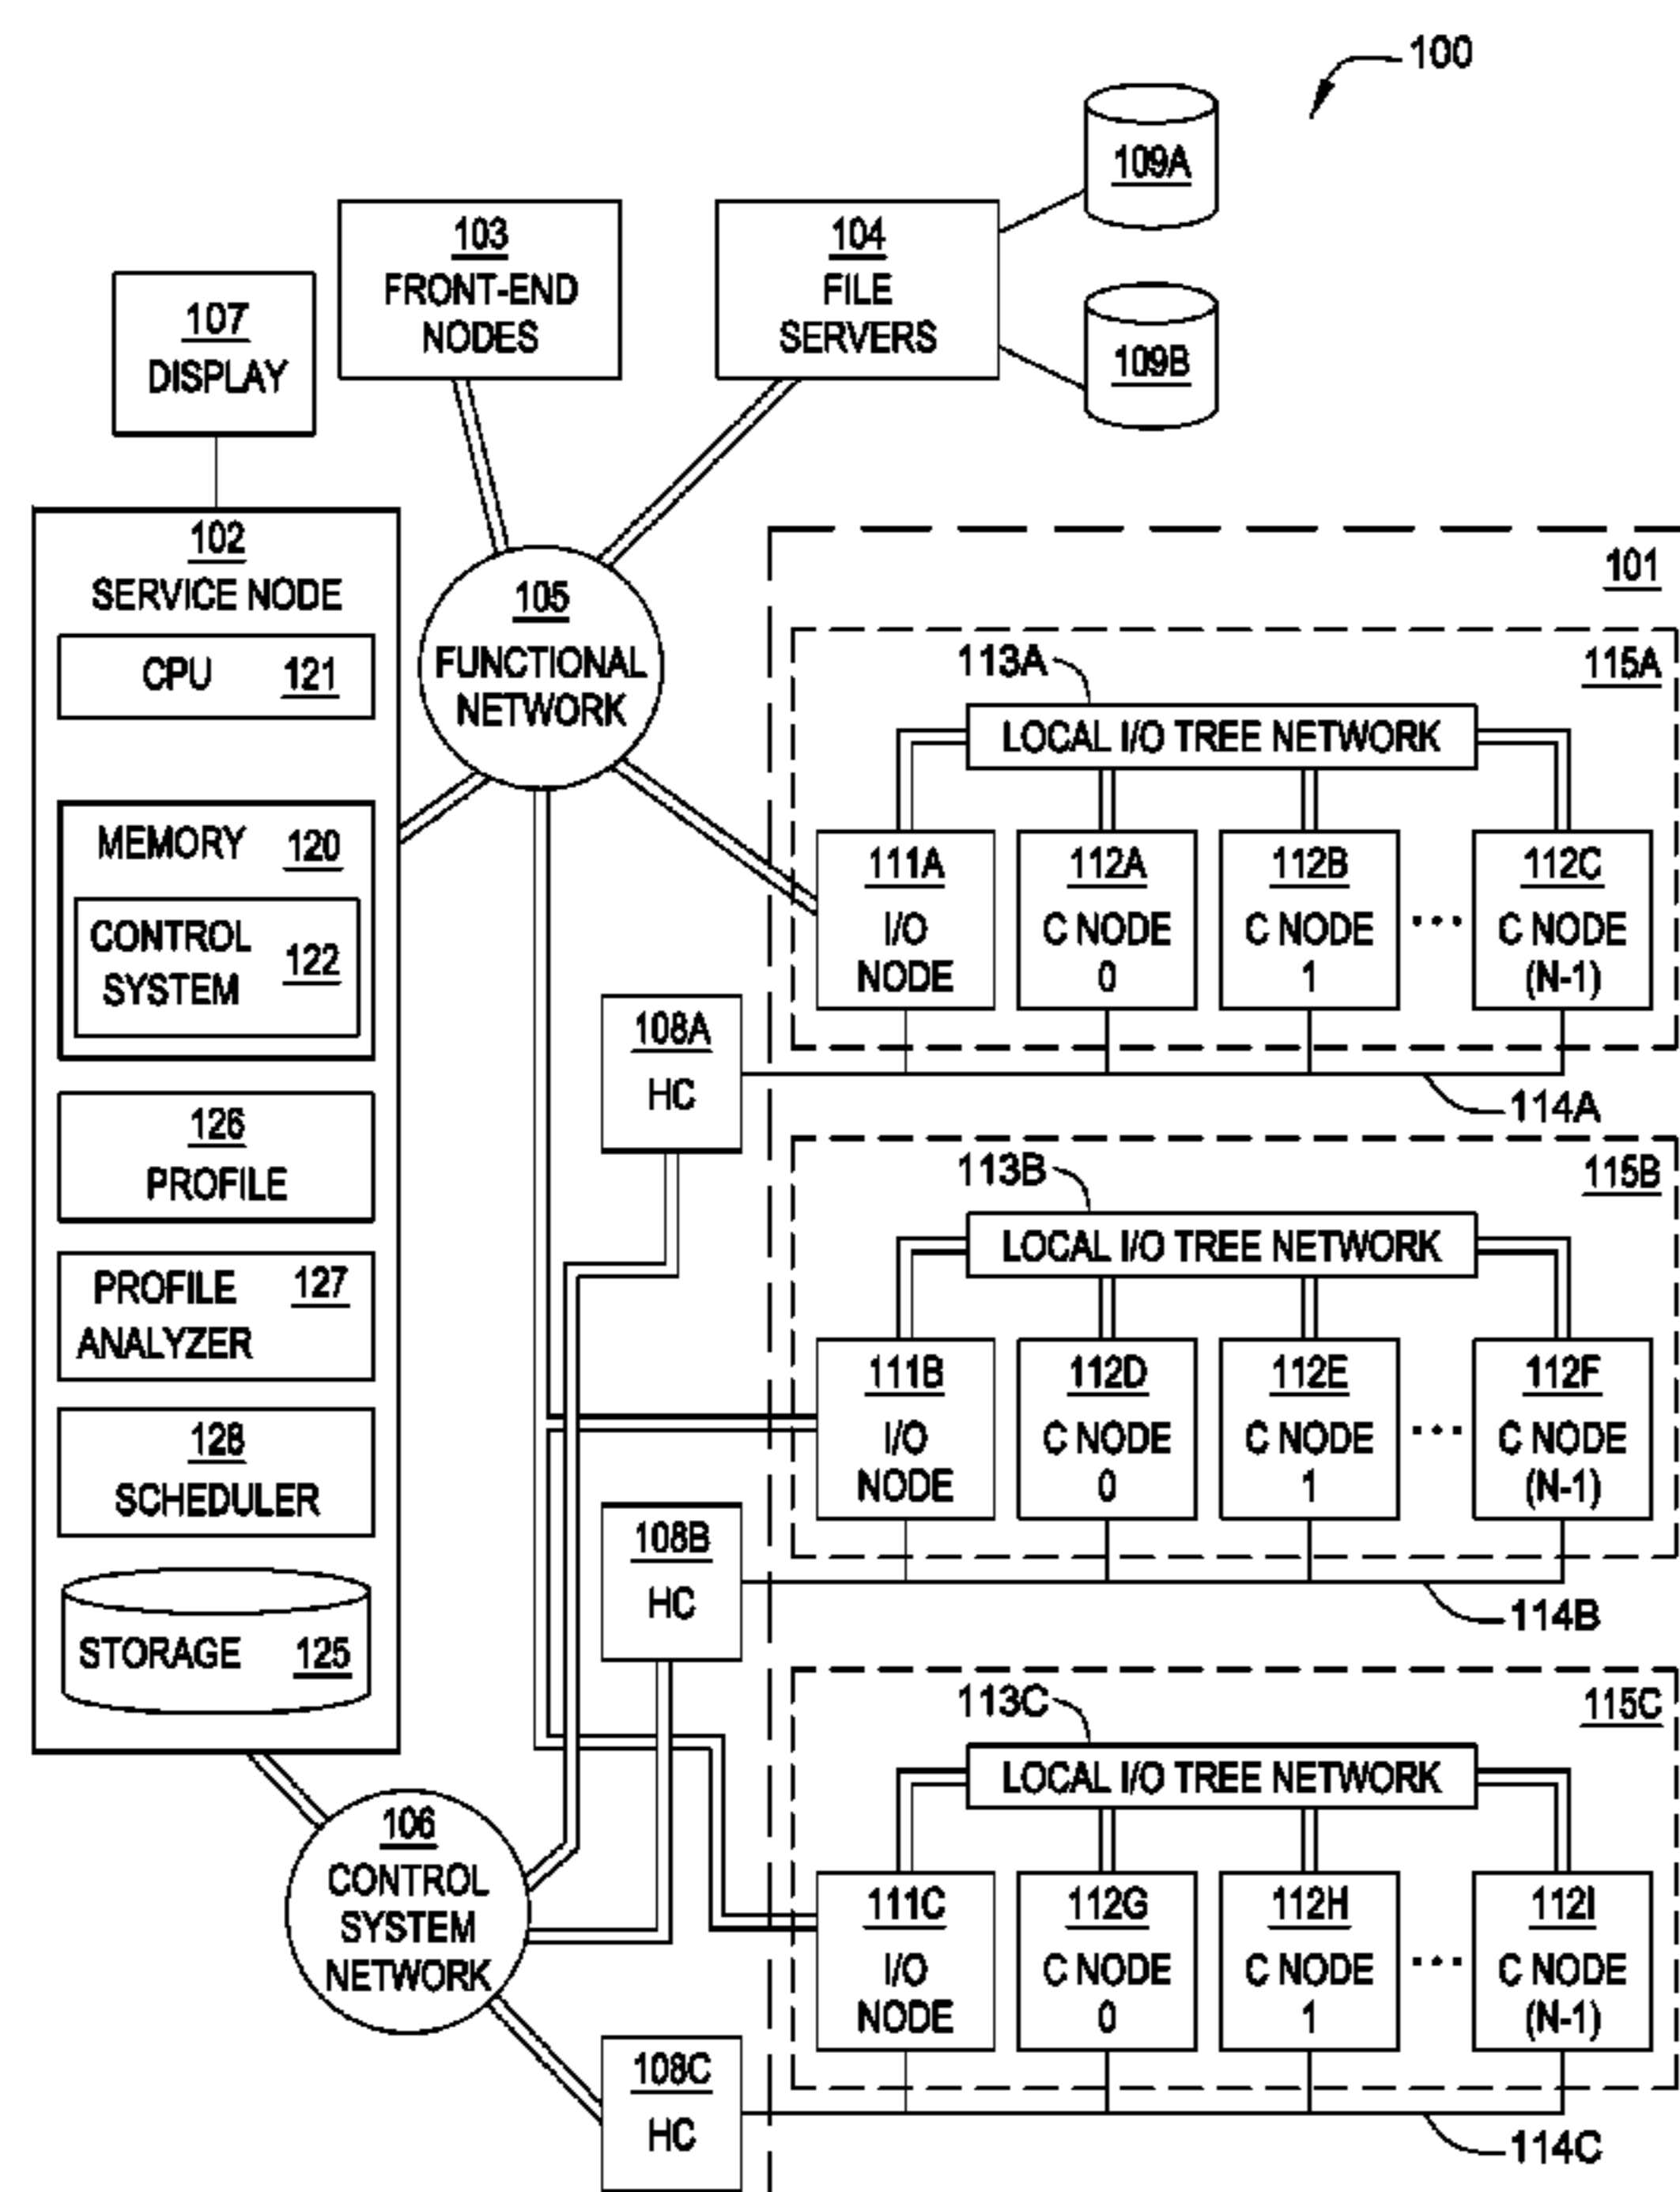 100
109A
103
FRONT-END
NODES
104
FILE
SERVERS
109B
107
DISPLAY
102
SERVICE NODE
CPU 121
MEMORY 120
CONTROL
SYSTEM 122
126
PROFILE
PROFILE 127
ANALYZER
128
SCHEDULER
STORAGE 125
105
FUNCTIONAL
NETWORK
106
CONTROL
SYSTEM
NETWORK
108A
HC
108B
HC
108C
HC
101
115A
113A
LOCAL I/O TREE NETWORK
111A
I/O
NODE
112A
C NODE
0
112B
C NODE
1
...
112C
C NODE
(N-1)
114A
115B
113B
LOCAL I/O TREE NETWORK
111B
I/O
NODE
112D
C NODE
0
112E
C NODE
1
...
112F
C NODE
(N-1)
114B
115C
113C
LOCAL I/O TREE NETWORK
111C
I/O
NODE
112G
C NODE
0
112H
C NODE
1
...
112I
C NODE
(N-1)
114C